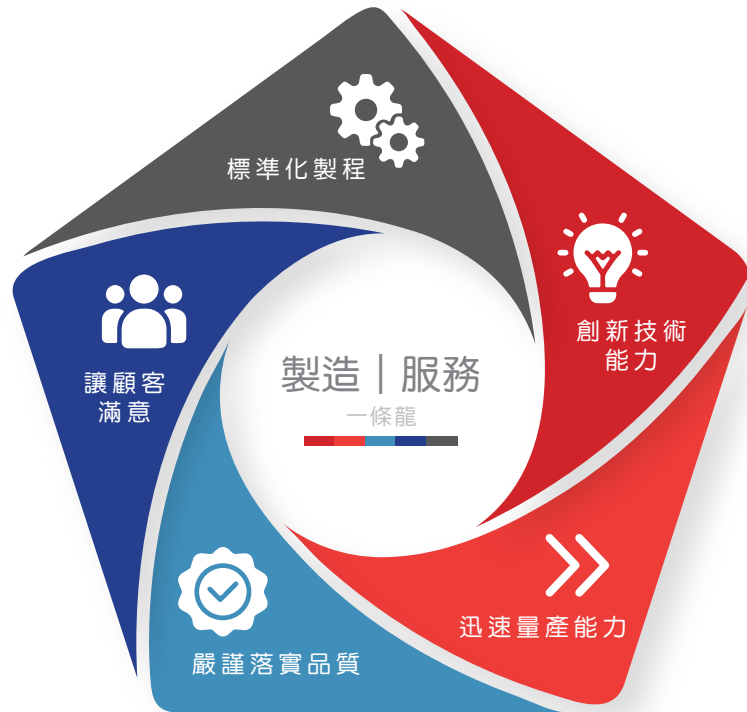 標準化製程
創新技術
能力
讓顧客
滿意
製造｜服務
一條龍
迅速量產能力
嚴謹落實品質